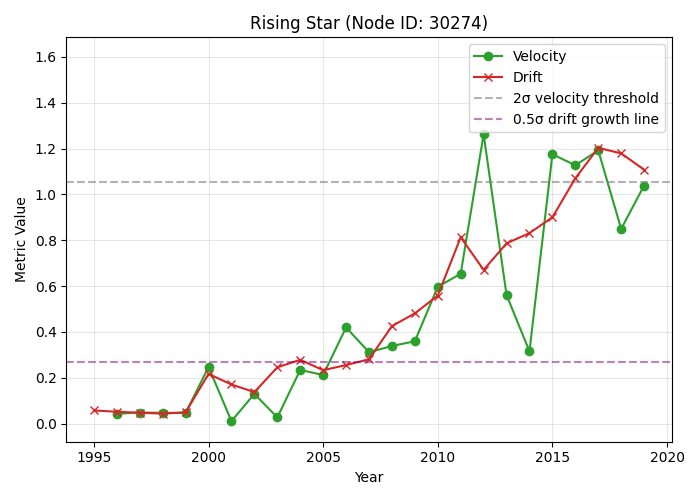 Rising Star (Node ID: 30274)
Velocity
Drift
2σ velocity threshold
0.5σ drift growth line
Metric Value
1.6
1.4
1.2
1.0
0.8
0.6
0.4
0.2
0.0
1995 2000 2005 2010 2015 2020
Year